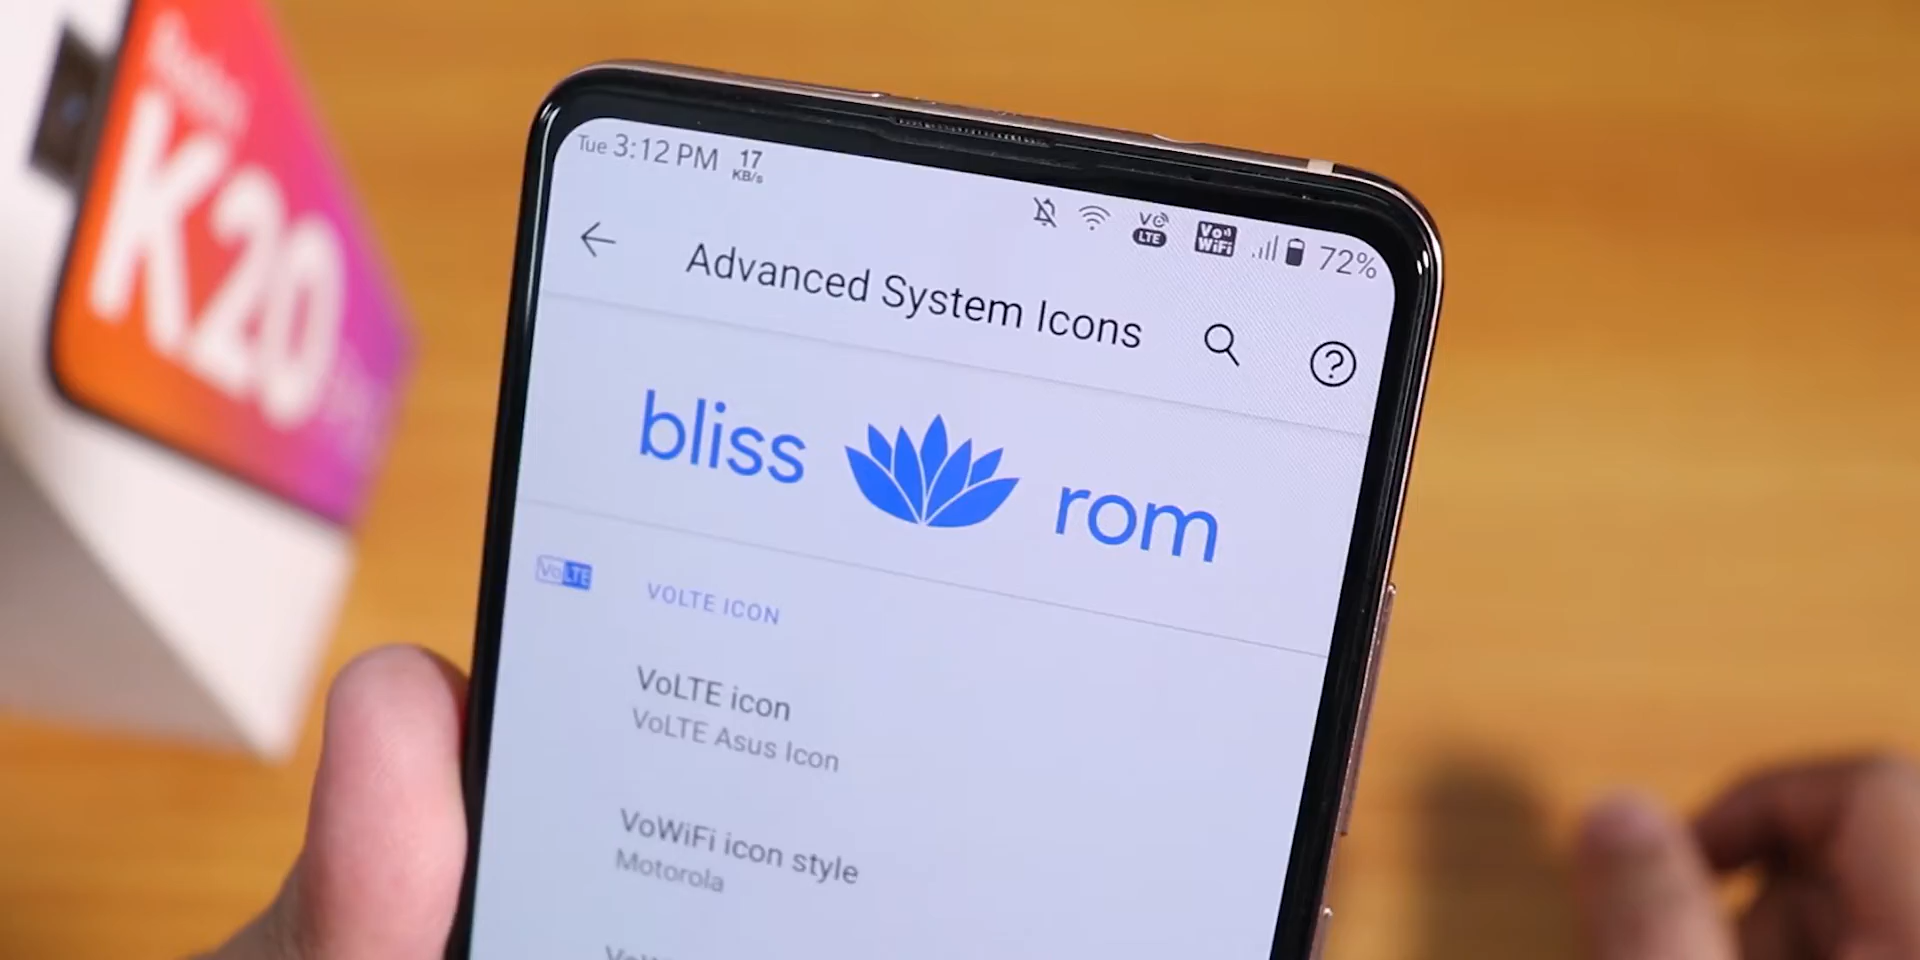 Redmi
K20
Tue 3:12 PM 17 KB/s
Vo LTE Vo WiFi 72%
Advanced System Icons
bliss rom
VoLTE VOLTE ICON
VoLTE icon
VoLTE Asus Icon
VoWiFi icon style
Motorola